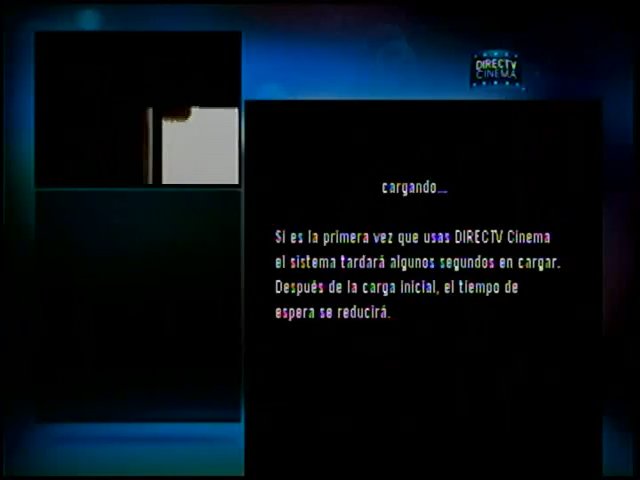 DIRECTV
CINEMA
cargando...
Si es la primera vez que usas DIRECTV Cinema
el sistema tardará algunos segundos en cargar.
Después de la carga inicial, el tiempo de
espera se reducirá.